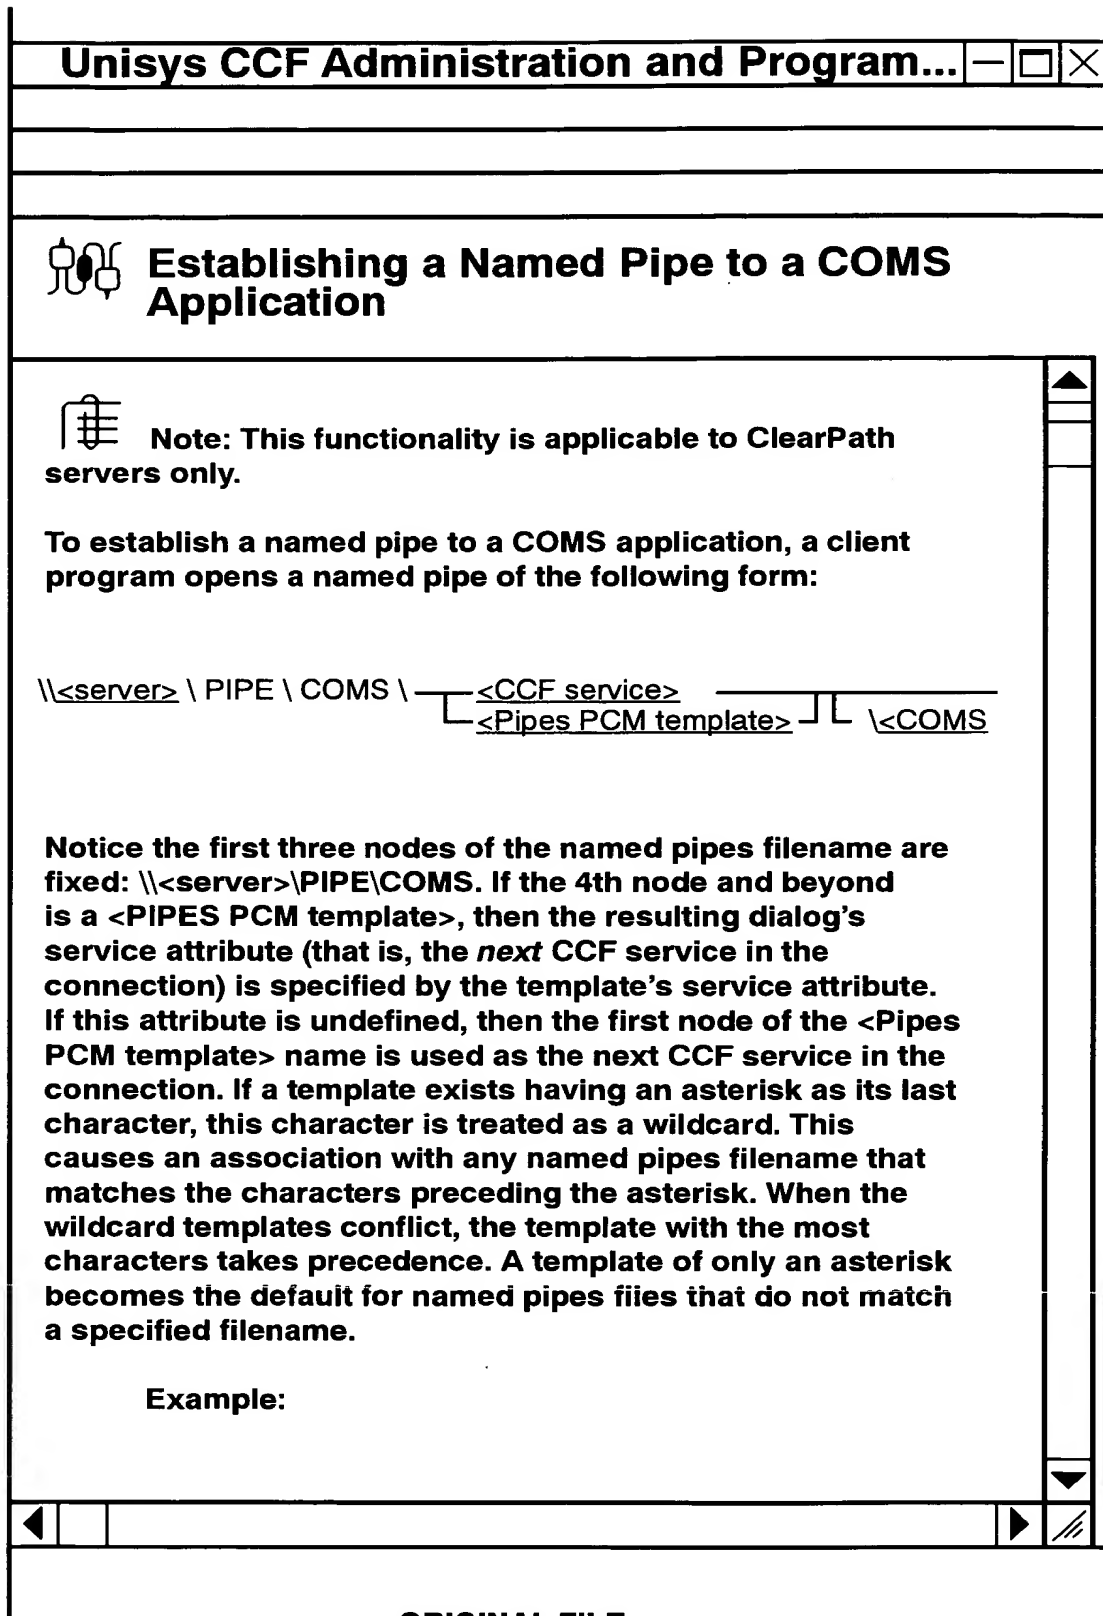 Unisys CCF Administration and Program...
Establishing a Named Pipe to a COMS
Application
Note: This functionality is applicable to ClearPath
servers only.
To establish a named pipe to a COMS application, a client
program opens a named pipe of the following form:
\\<server> \ PIPE \ COMS \ <CCF service>
<Pipes PCM template> \<COMS
Notice the first three nodes of the named pipes filename are
fixed: \\<server>\PIPE\COMS. If the 4th node and beyond
is a <PIPES PCM template>, then the resulting dialog's
service attribute (that is, the next CCF service in the
connection) is specified by the template's service attribute.
If this attribute is undefined, then the first node of the <Pipes
PCM template> name is used as the next CCF service in the
connection. If a template exists having an asterisk as its last
character, this character is treated as a wildcard. This
causes an association with any named pipes filename that
matches the characters preceding the asterisk. When the
wildcard templates conflict, the template with the most
characters takes precedence. A template of only an asterisk
becomes the default for named pipes files that do not match
a specified filename.
Example:
ORIGINAL FILE